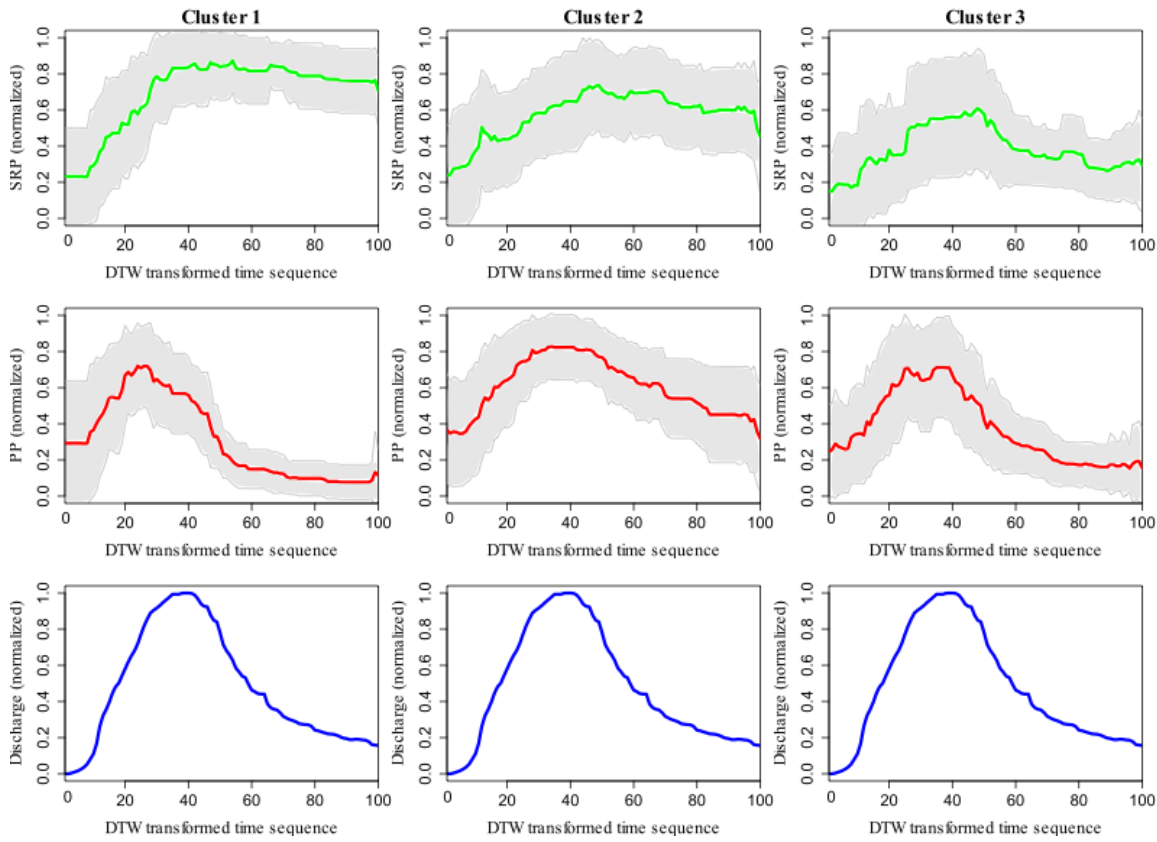 Cluster 1 Cluster 2 Cluster 3
SRP (normalized) SRP (normalized) SRP (normalized)
0.0 0.2 0.4 0.6 0.8 1.0 0.0 0.2 0.4 0.6 0.8 1.0 0.0 0.2 0.4 0.6 0.8 1.0
0 20 40 60 80 100 0 20 40 60 80 100 0 20 40 60 80 100
DTW transformed time sequence DTW transformed time sequence DTW transformed time sequence
PP (normalized) PP (normalized) PP (normalized)
0.0 0.2 0.4 0.6 0.8 1.0 0.0 0.2 0.4 0.6 0.8 1.0 0.0 0.2 0.4 0.6 0.8 1.0
0 20 40 60 80 100 0 20 40 60 80 100 0 20 40 60 80 100
DTW transformed time sequence DTW transformed time sequence DTW transformed time sequence
Discharge (normalized) Discharge (normalized) Discharge (normalized)
0.0 0.2 0.4 0.6 0.8 1.0 0.0 0.2 0.4 0.6 0.8 1.0 0.0 0.2 0.4 0.6 0.8 1.0
0 20 40 60 80 100 0 20 40 60 80 100 0 20 40 60 80 100
DTW transformed time sequence DTW transformed time sequence DTW transformed time sequence